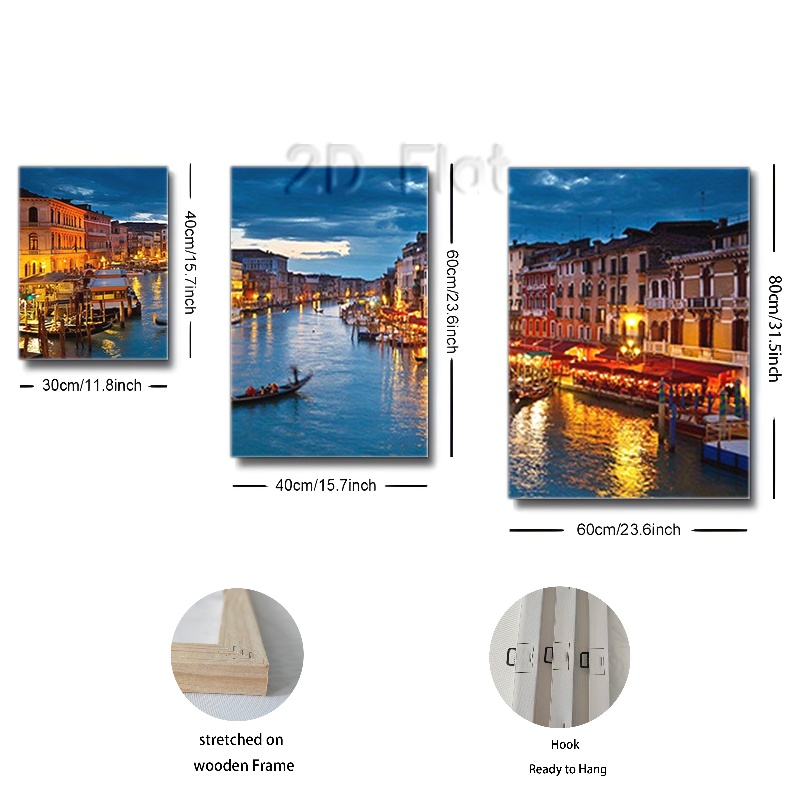 2D Flat
40cm/15.7inch
30cm/11.8inch
60cm/23.6inch
40cm/15.7inch
80cm/31.5inch
60cm/23.6inch
stretched on
wooden Frame
Hook
Ready to Hang